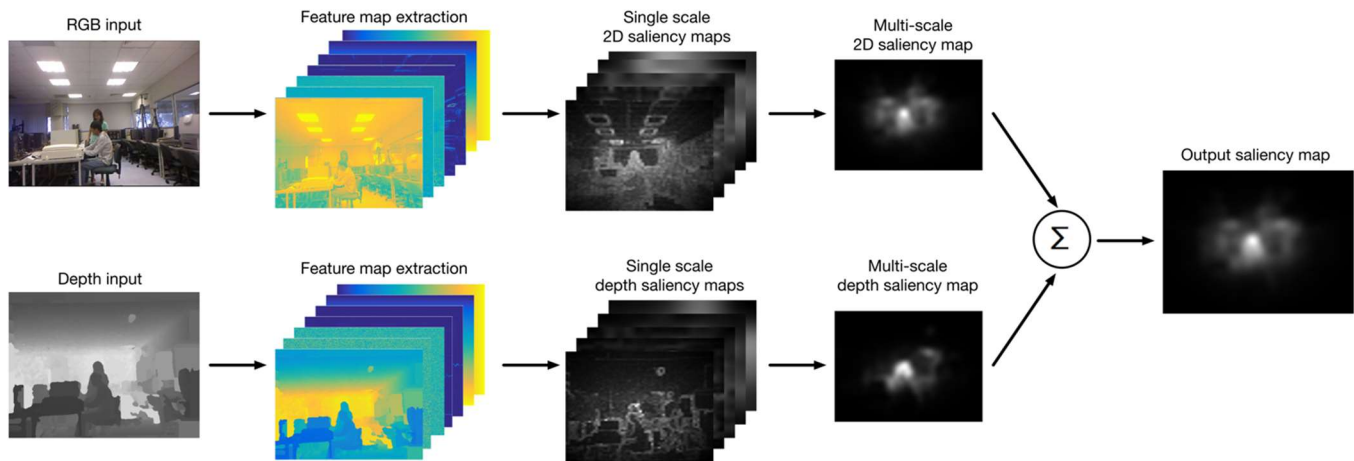 RGB input
Feature map extraction
Single scale
2D saliency maps
Multi-scale
2D saliency map
Output saliency map
Σ
Depth input
Feature map extraction
Single scale
depth saliency maps
Multi-scale
depth saliency map